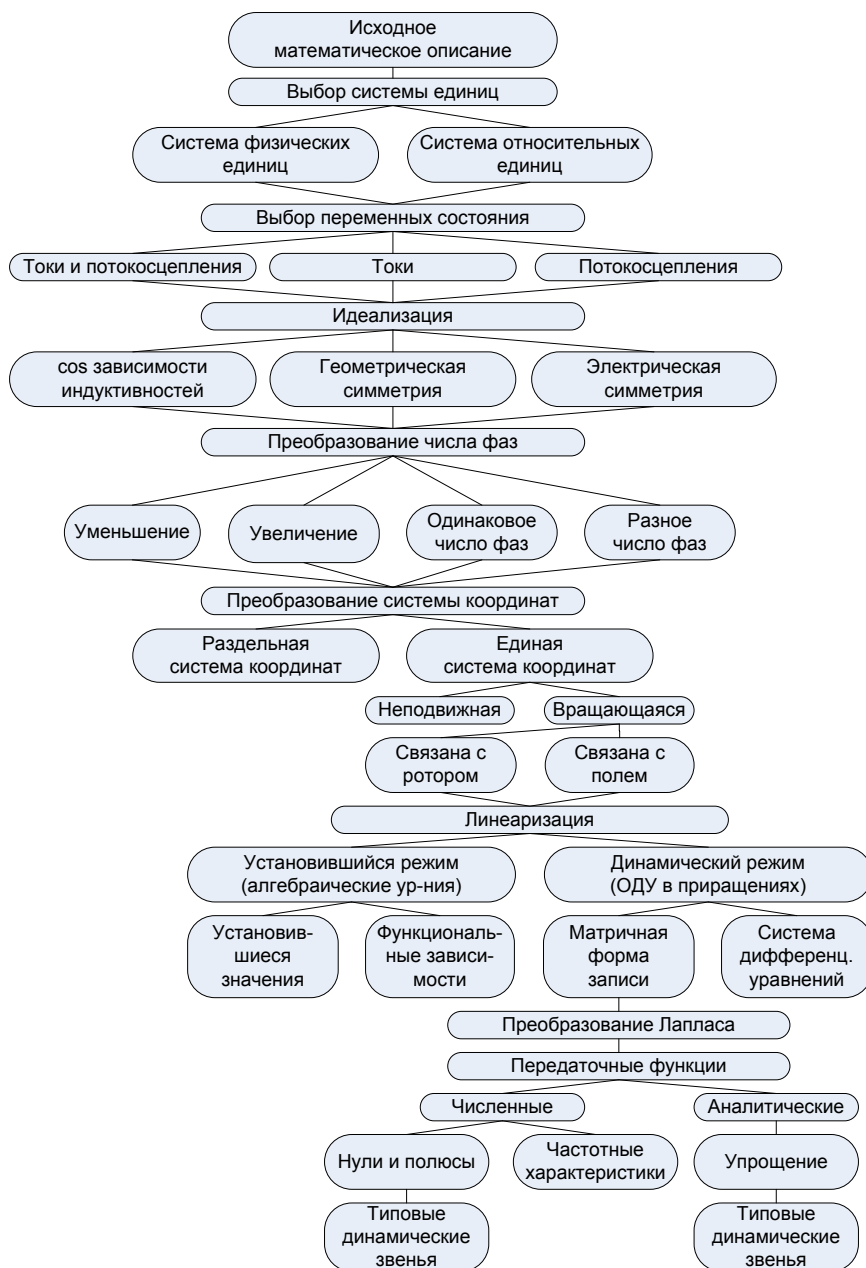 Исходное
математическое описание
Выбор системы единиц
Система физических
единиц
Система относительных
единиц
Выбор переменных состояния
Токи и потокосцепления
Токи
Потокосцепления
Идеализация
cos зависимости
индуктивностей
Геометрическая
симметрия
Электрическая
симметрия
Преобразование числа фаз
Уменьшение
Увеличение
Одинаковое
число фаз
Разное
число фаз
Преобразование системы координат
Раздельная
система координат
Единая
система координат
Неподвижная
Вращающаяся
Связана с
ротором
Связана с
полем
Линеаризация
Установившийся режим
(алгебраические ур-ния)
Динамический режим
(ОДУ в приращениях)
Установив-
шиеся
значения
Функциональ-
ные зависи-
мости
Матричная
форма
записи
Система
дифференц.
уравнений
Преобразование Лапласа
Передаточные функции
Численные
Аналитические
Нули и полюсы
Частотные
характеристики
Упрощение
Типовые
динамические
звенья
Типовые
динамические
звенья